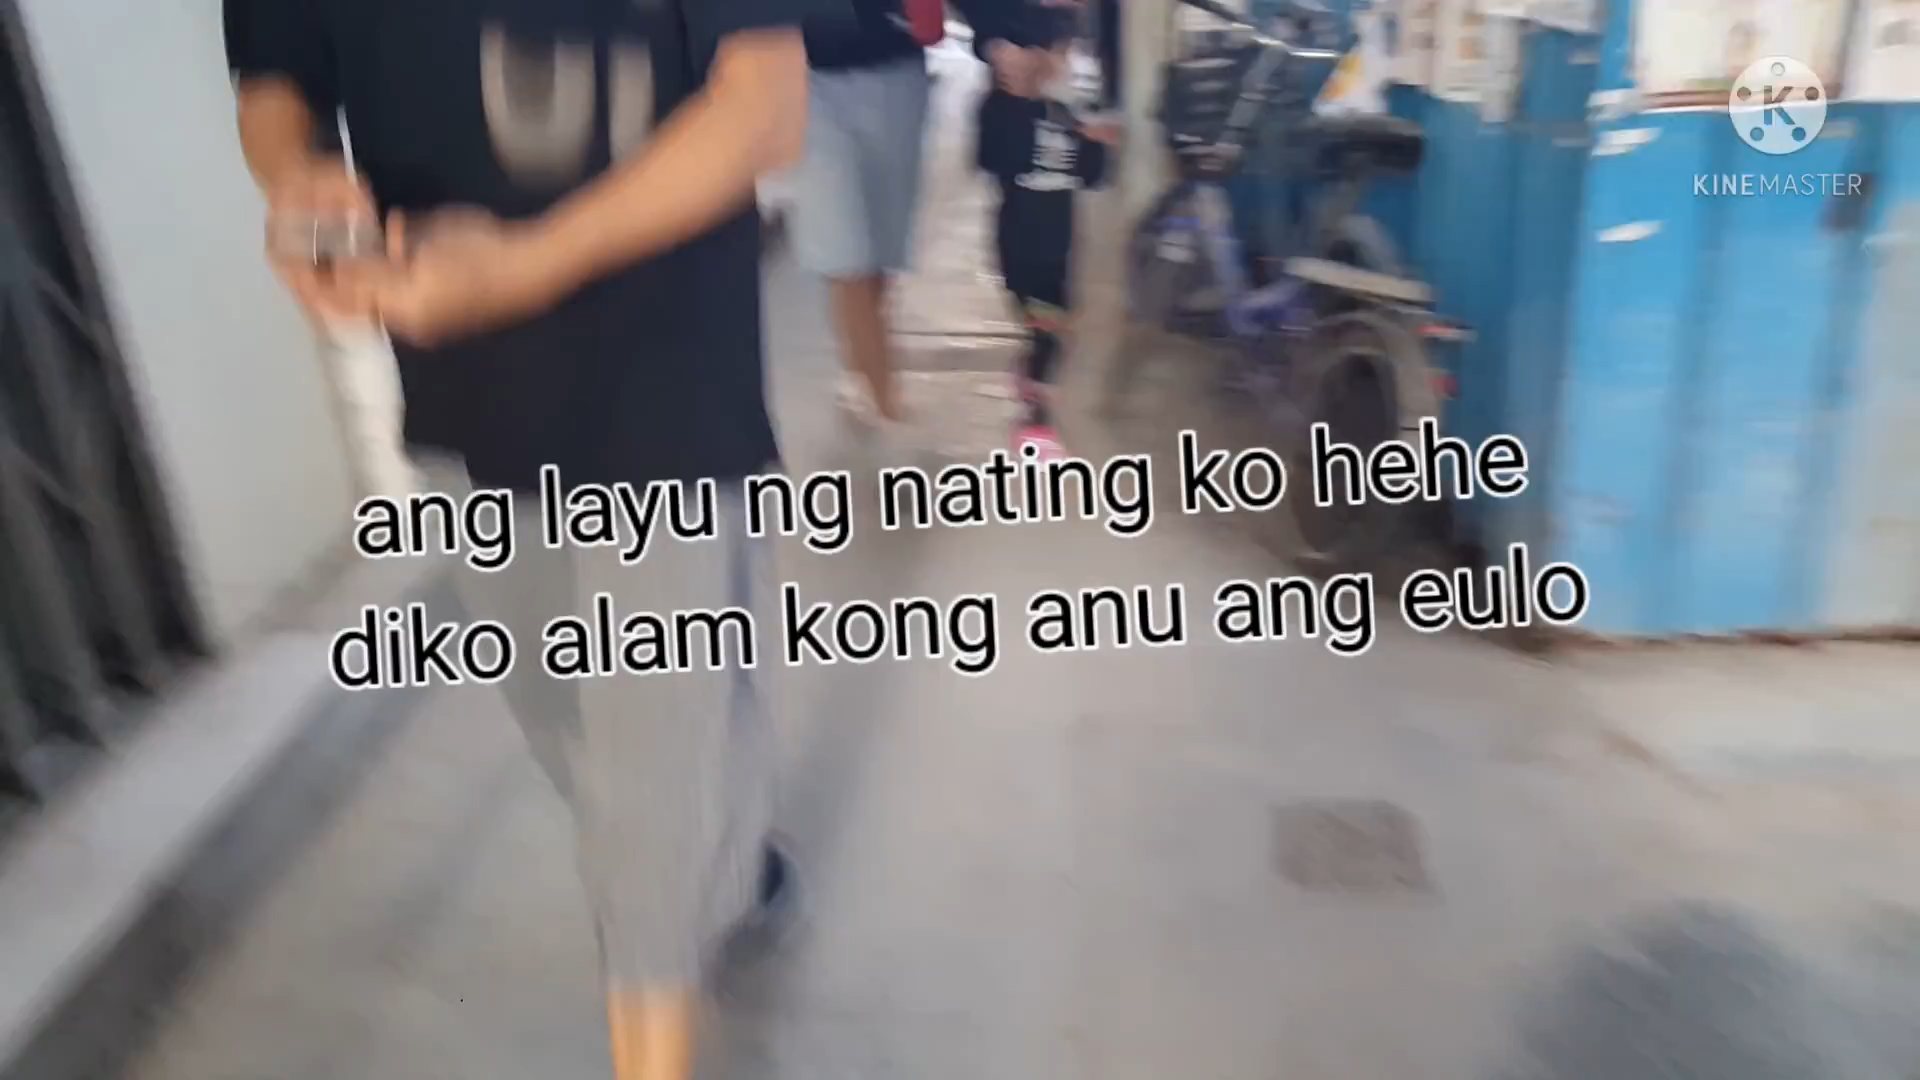 KINEMASTER
ang layu ng nating ko hehe
diko alam kong anu ang eulo